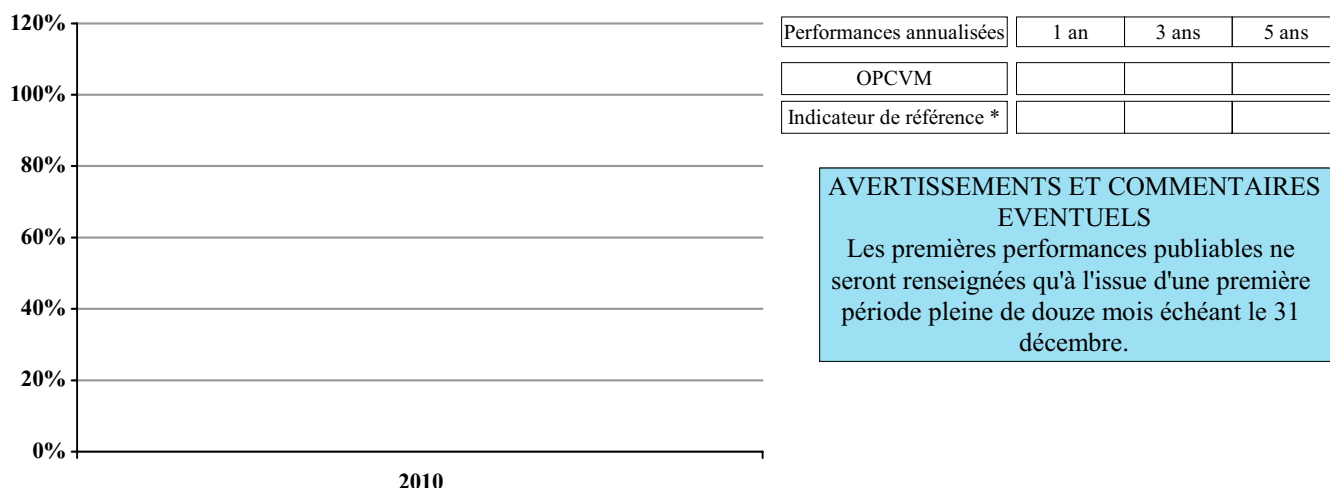 120%
100%
80%
60%
40%
20%
0%
2010
Performances annualisées 1 an 3 ans 5 ans
OPCVM
Indicateur de référence *
AVERTISSEMENTS ET COMMENTAIRES
EVENTUELS
Les premières performances publiables ne
seront renseignées qu'à l'issue d'une première
période pleine de douze mois échéant le 31
décembre.